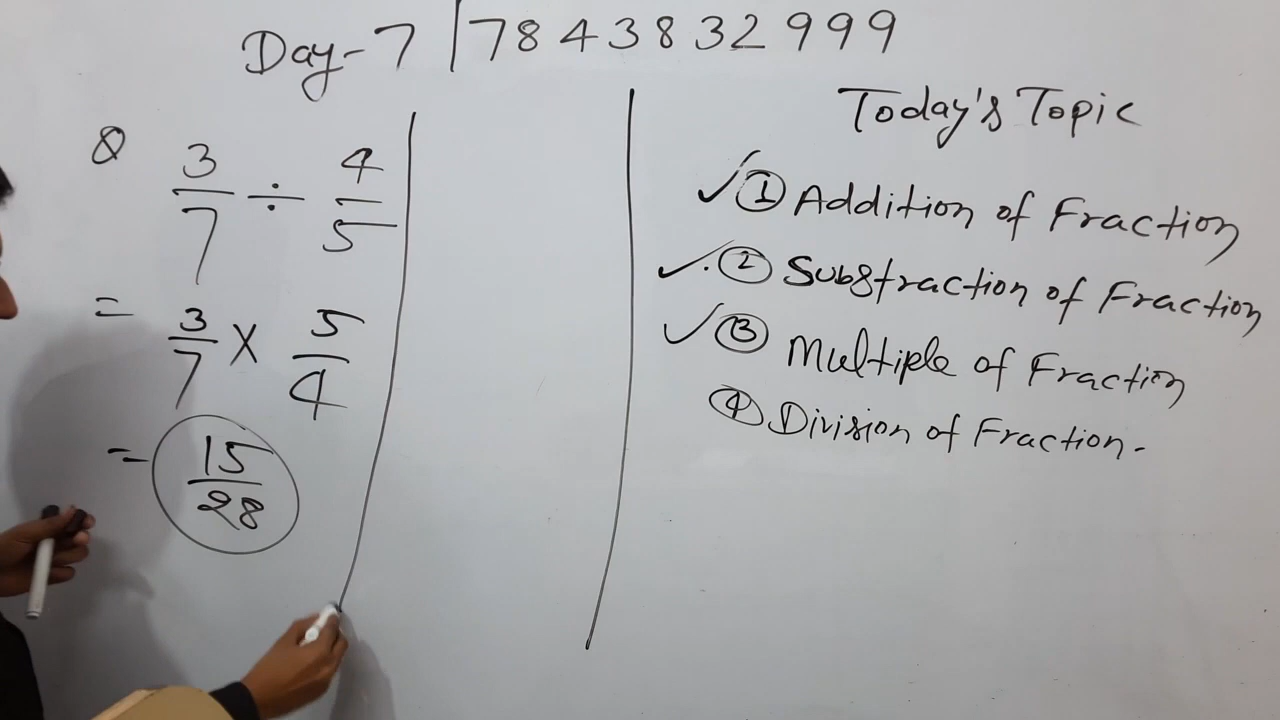 Day-7 | 7843832999
Q 3/7 ÷ 4/5
= 3/7 × 5/4
= 15/28
Today's Topic
✓ ① Addition of Fraction
✓. ② Substraction of Fraction
✓ ③ Multiple of Fraction
④ Division of Fraction-